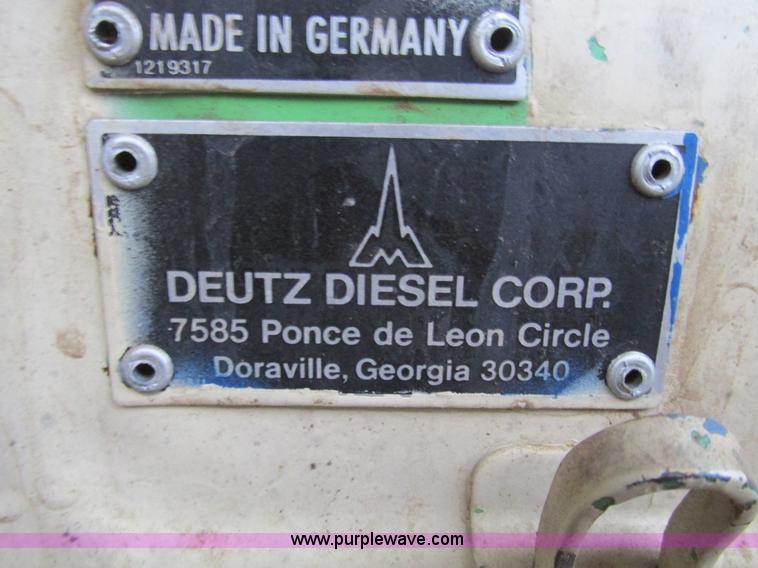 MADE IN GERMANY
1219317
DEUTZ DIESEL CORP.
7585 Ponce de Leon Circle
Doraville, Georgia 30340
www.purplewave.com